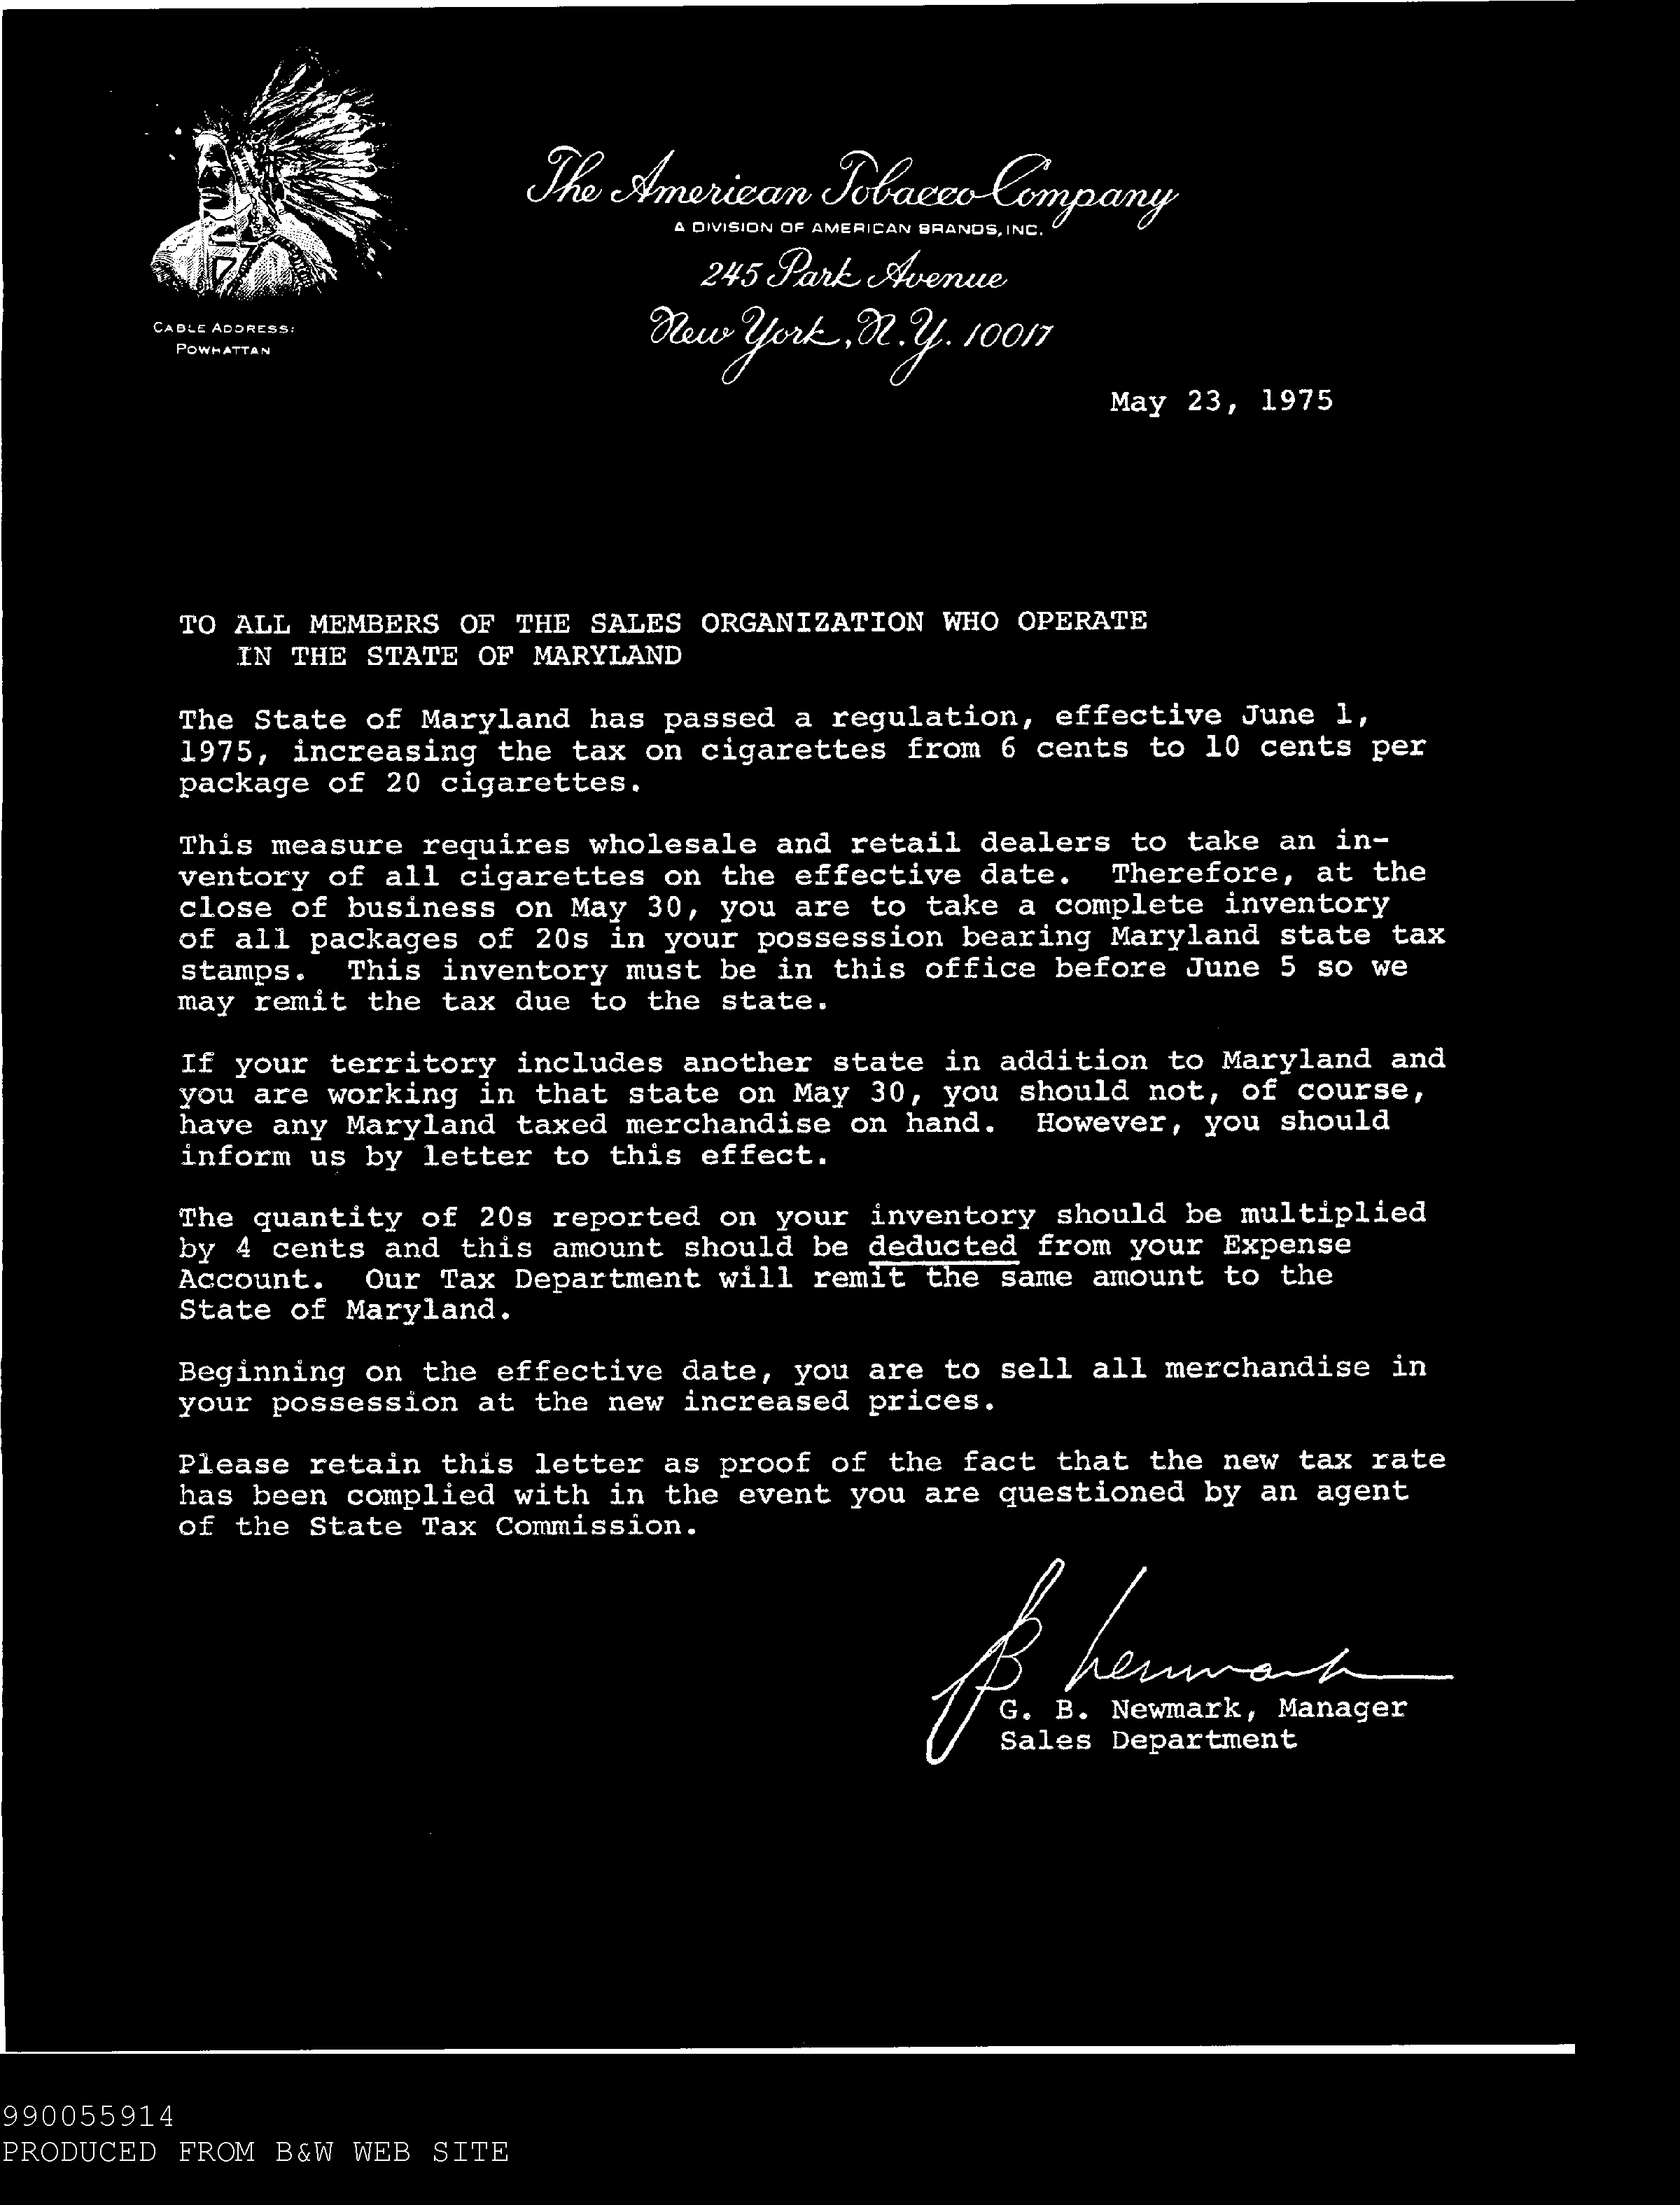 The American Tobacco Company
A DIVISION OF AMERICAN BRANDS, INC.
245 Park Avenue
New York, N.Y. 10017
CABLE ADDRESS:
POWHATTAN
May 23, 1975
TO ALL MEMBERS OF THE SALES ORGANIZATION WHO OPERATE
IN THE STATE OF MARYLAND
The State of Maryland has passed a regulation, effective June 1,
1975, increasing the tax on cigarettes from 6 cents to 10 cents per
package of 20 cigarettes.
This measure requires wholesale and retail dealers to take an in-
ventory of all cigarettes on the effective date. Therefore, at the
close of business on May 30, you are to take a complete inventory
of all packages of 20s in your possession bearing Maryland state tax
stamps. This inventory must be in this office before June 5 so we
may remit the tax due to the state.
If your territory includes another state in addition to Maryland and
you are working in that state on May 30, you should not, of course,
have any Maryland taxed merchandise on hand. However, you should
inform us by letter to this effect.
The quantity of 20s reported on your inventory should be multiplied
by 4 cents and this amount should be deducted from your Expense
Account. Our Tax Department will remit the same amount to the
State of Maryland.
Beginning on the effective date, you are to sell all merchandise in
your possession at the new increased prices.
Please retain this letter as proof of the fact that the new tax rate
has been complied with in the event you are questioned by an agent
of the State Tax Commission.
G. B. Newmark, Manager
Sales Department
990055914
PRODUCED FROM B&W WEB SITE